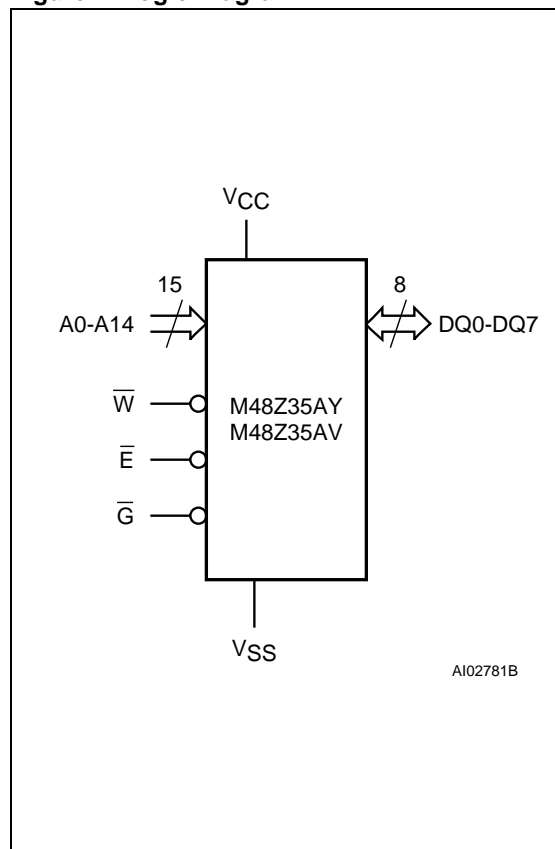 VCC
15
8
A0-A14
DQ0-DQ7
W̅
M48Z35AY
M48Z35AV
E̅
G̅
VSS
AI02781B